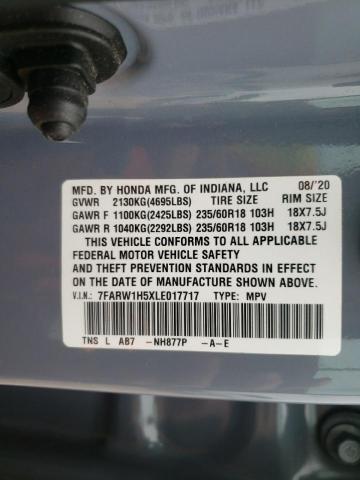 MFD. BY HONDA MFG. OF INDIANA, LLC 08/'20
GVWR 2130KG(4695LBS) TIRE SIZE RIM SIZE
GAWR F 1100KG(2425LBS) 235/60R18 103H 18X7.5J
GAWR R 1040KG(2292LBS) 235/60R18 103H 18X7.5J
THIS VEHICLE CONFORMS TO ALL APPLICABLE
FEDERAL MOTOR VEHICLE SAFETY, BUMPER,
AND THEFT PREVENTION STANDARDS IN EFFECT
ON THE DATE OF MANUFACTURE SHOWN ABOVE.
V.I.N.: 7FARW1H5XLE017717 TYPE: MPV
TNS L AB7 -NH877P -A-E